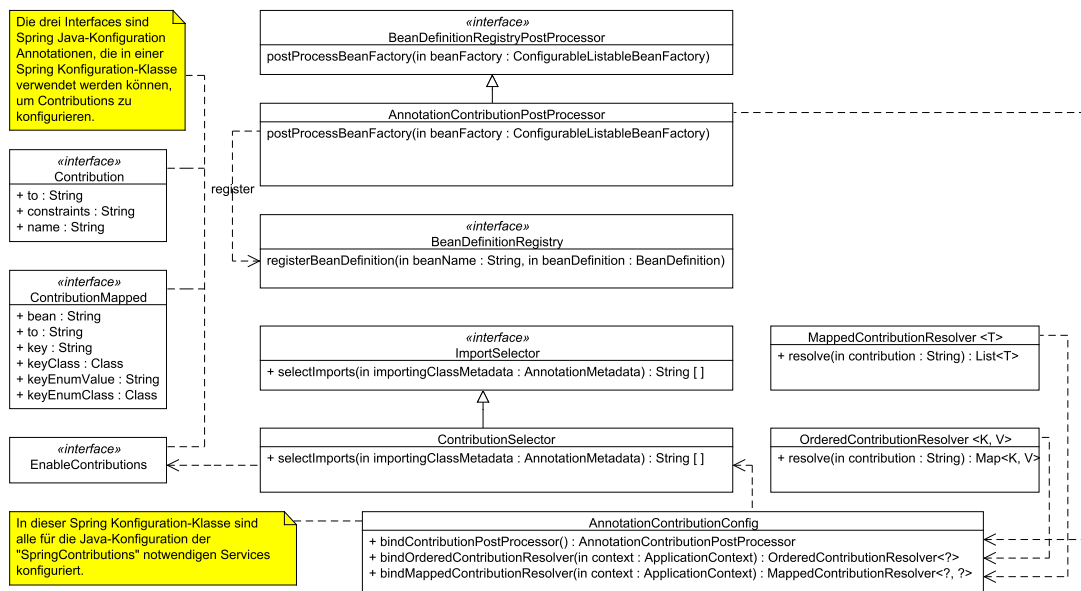 Die drei Interfaces sind
Spring Java-Konfiguration
Annotationen, die in einer
Spring Konfiguration-Klasse
verwendet werden können,
um Contributions zu
konfigurieren.
«interface»
Contribution
+ to : String
+ constraints : String
+ name : String
«interface»
ContributionMapped
+ bean : String
+ to : String
+ key : String
+ keyClass : Class
+ keyEnumValue : String
+ keyEnumClass : Class
«interface»
EnableContributions
«interface»
BeanDefinitionRegistryPostProcessor
postProcessBeanFactory(in beanFactory : ConfigurableListableBeanFactory)
AnnotationContributionPostProcessor
postProcessBeanFactory(in beanFactory : ConfigurableListableBeanFactory)
register
«interface»
BeanDefinitionRegistry
registerBeanDefinition(in beanName : String, in beanDefinition : BeanDefinition)
«interface»
ImportSelector
+ selectImports(in importingClassMetadata : AnnotationMetadata) : String [ ]
ContributionSelector
+ selectImports(in importingClassMetadata : AnnotationMetadata) : String [ ]
MappedContributionResolver <T>
+ resolve(in contribution : String) : List<T>
OrderedContributionResolver <K, V>
+ resolve(in contribution : String) : Map<K, V>
In dieser Spring Konfiguration-Klasse sind
alle für die Java-Konfiguration der
"SpringContributions" notwendigen Services
konfiguriert.
AnnotationContributionConfig
+ bindContributionPostProcessor() : AnnotationContributionPostProcessor
+ bindOrderedContributionResolver(in context : ApplicationContext) : OrderedContributionResolver<?>
+ bindMappedContributionResolver(in context : ApplicationContext) : MappedContributionResolver<?, ?>